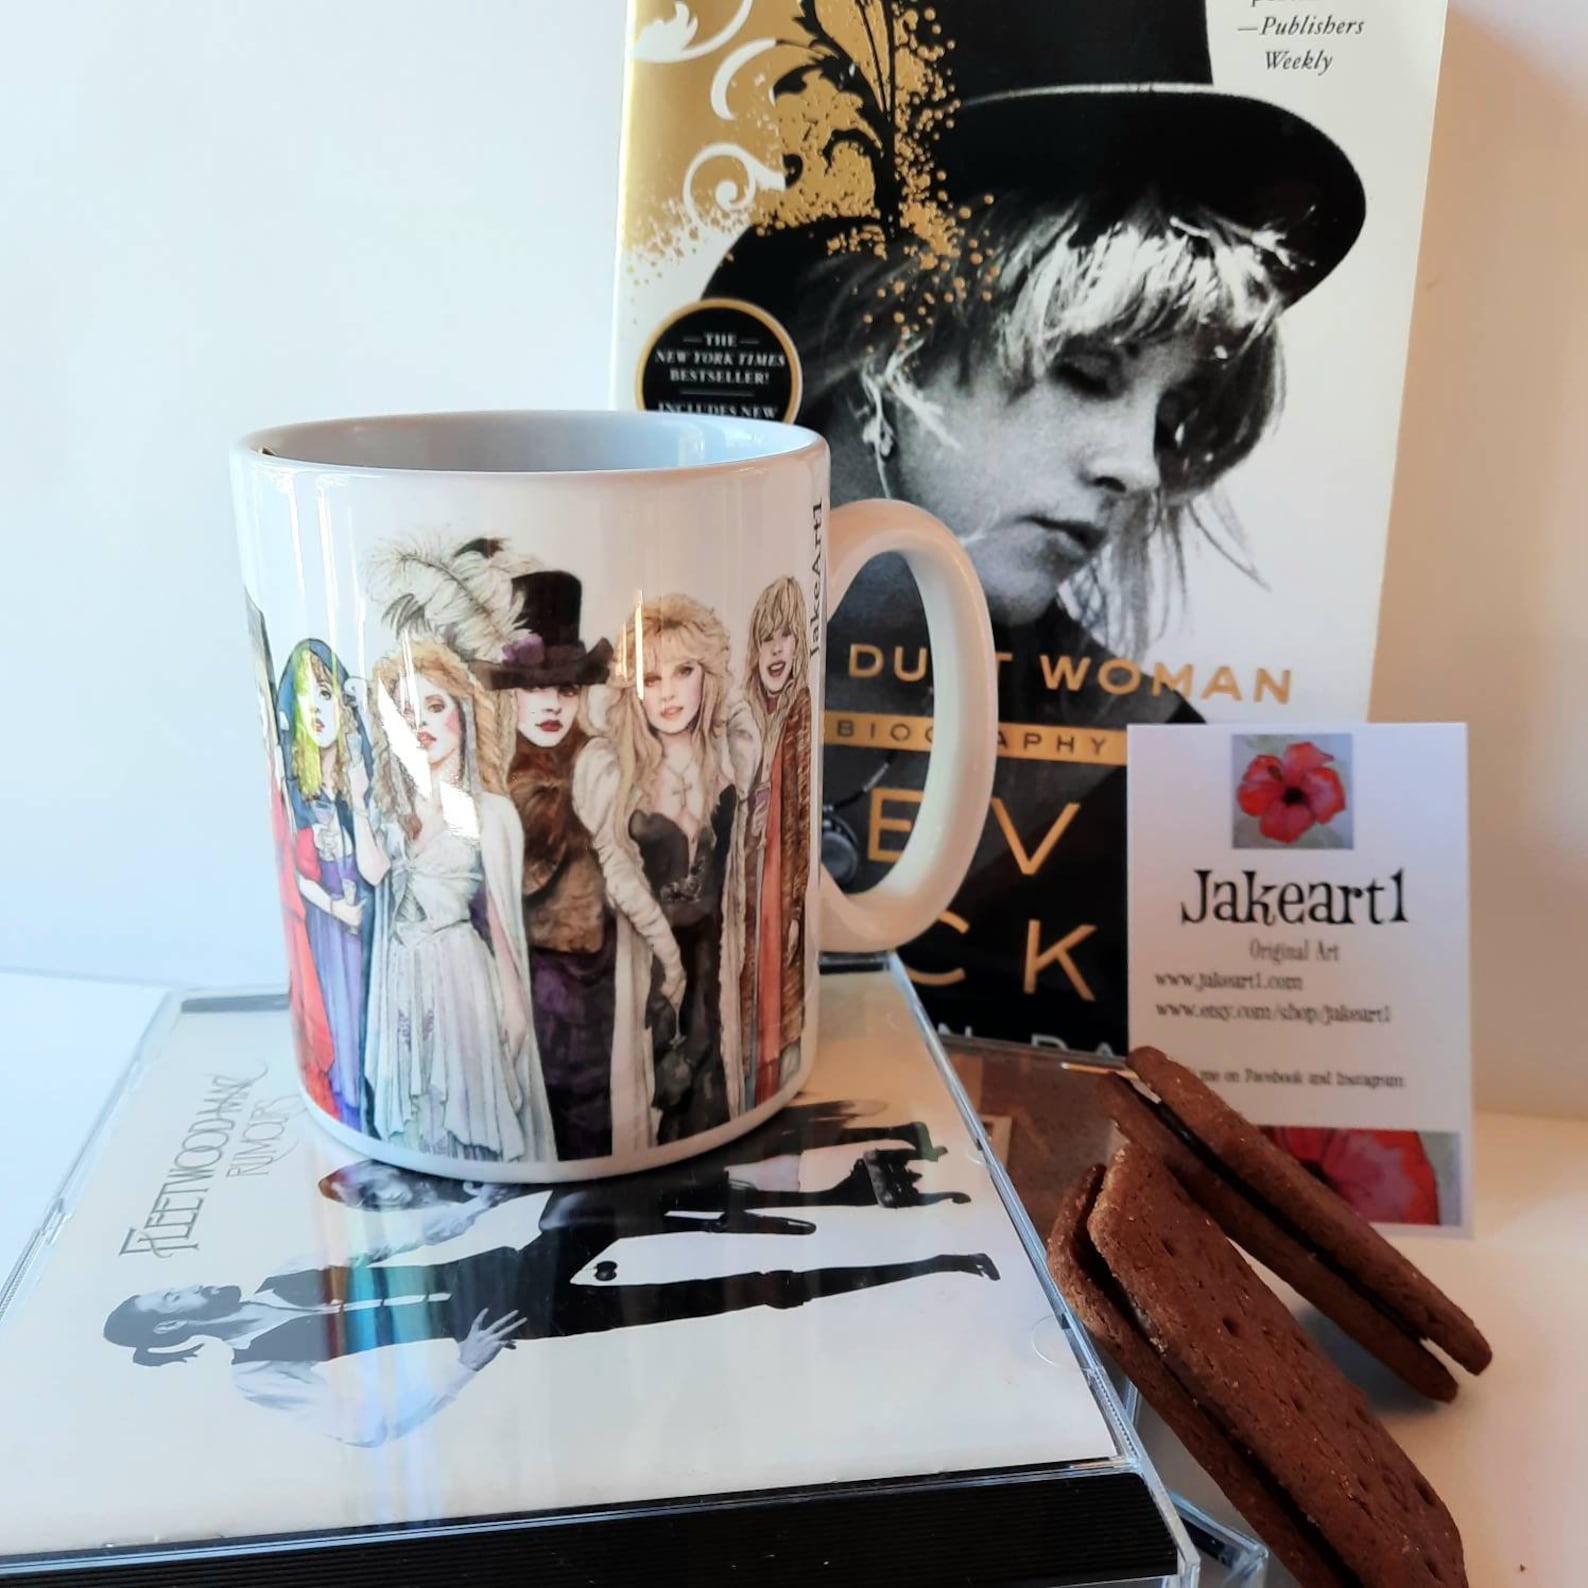 —Publishers
Weekly
—THE—
NEW YORK TIMES
BESTSELLER!
INCLUDES NEW
JakeArt1
WOMAN
BIOGRAPHY
EV
CK
Jakeart1
Original Art
www.jakeart1.com
www.etsy.com/shop/jakeart1
me on Facebook and Instagram
FLEETWOOD MAC
RUMOURS